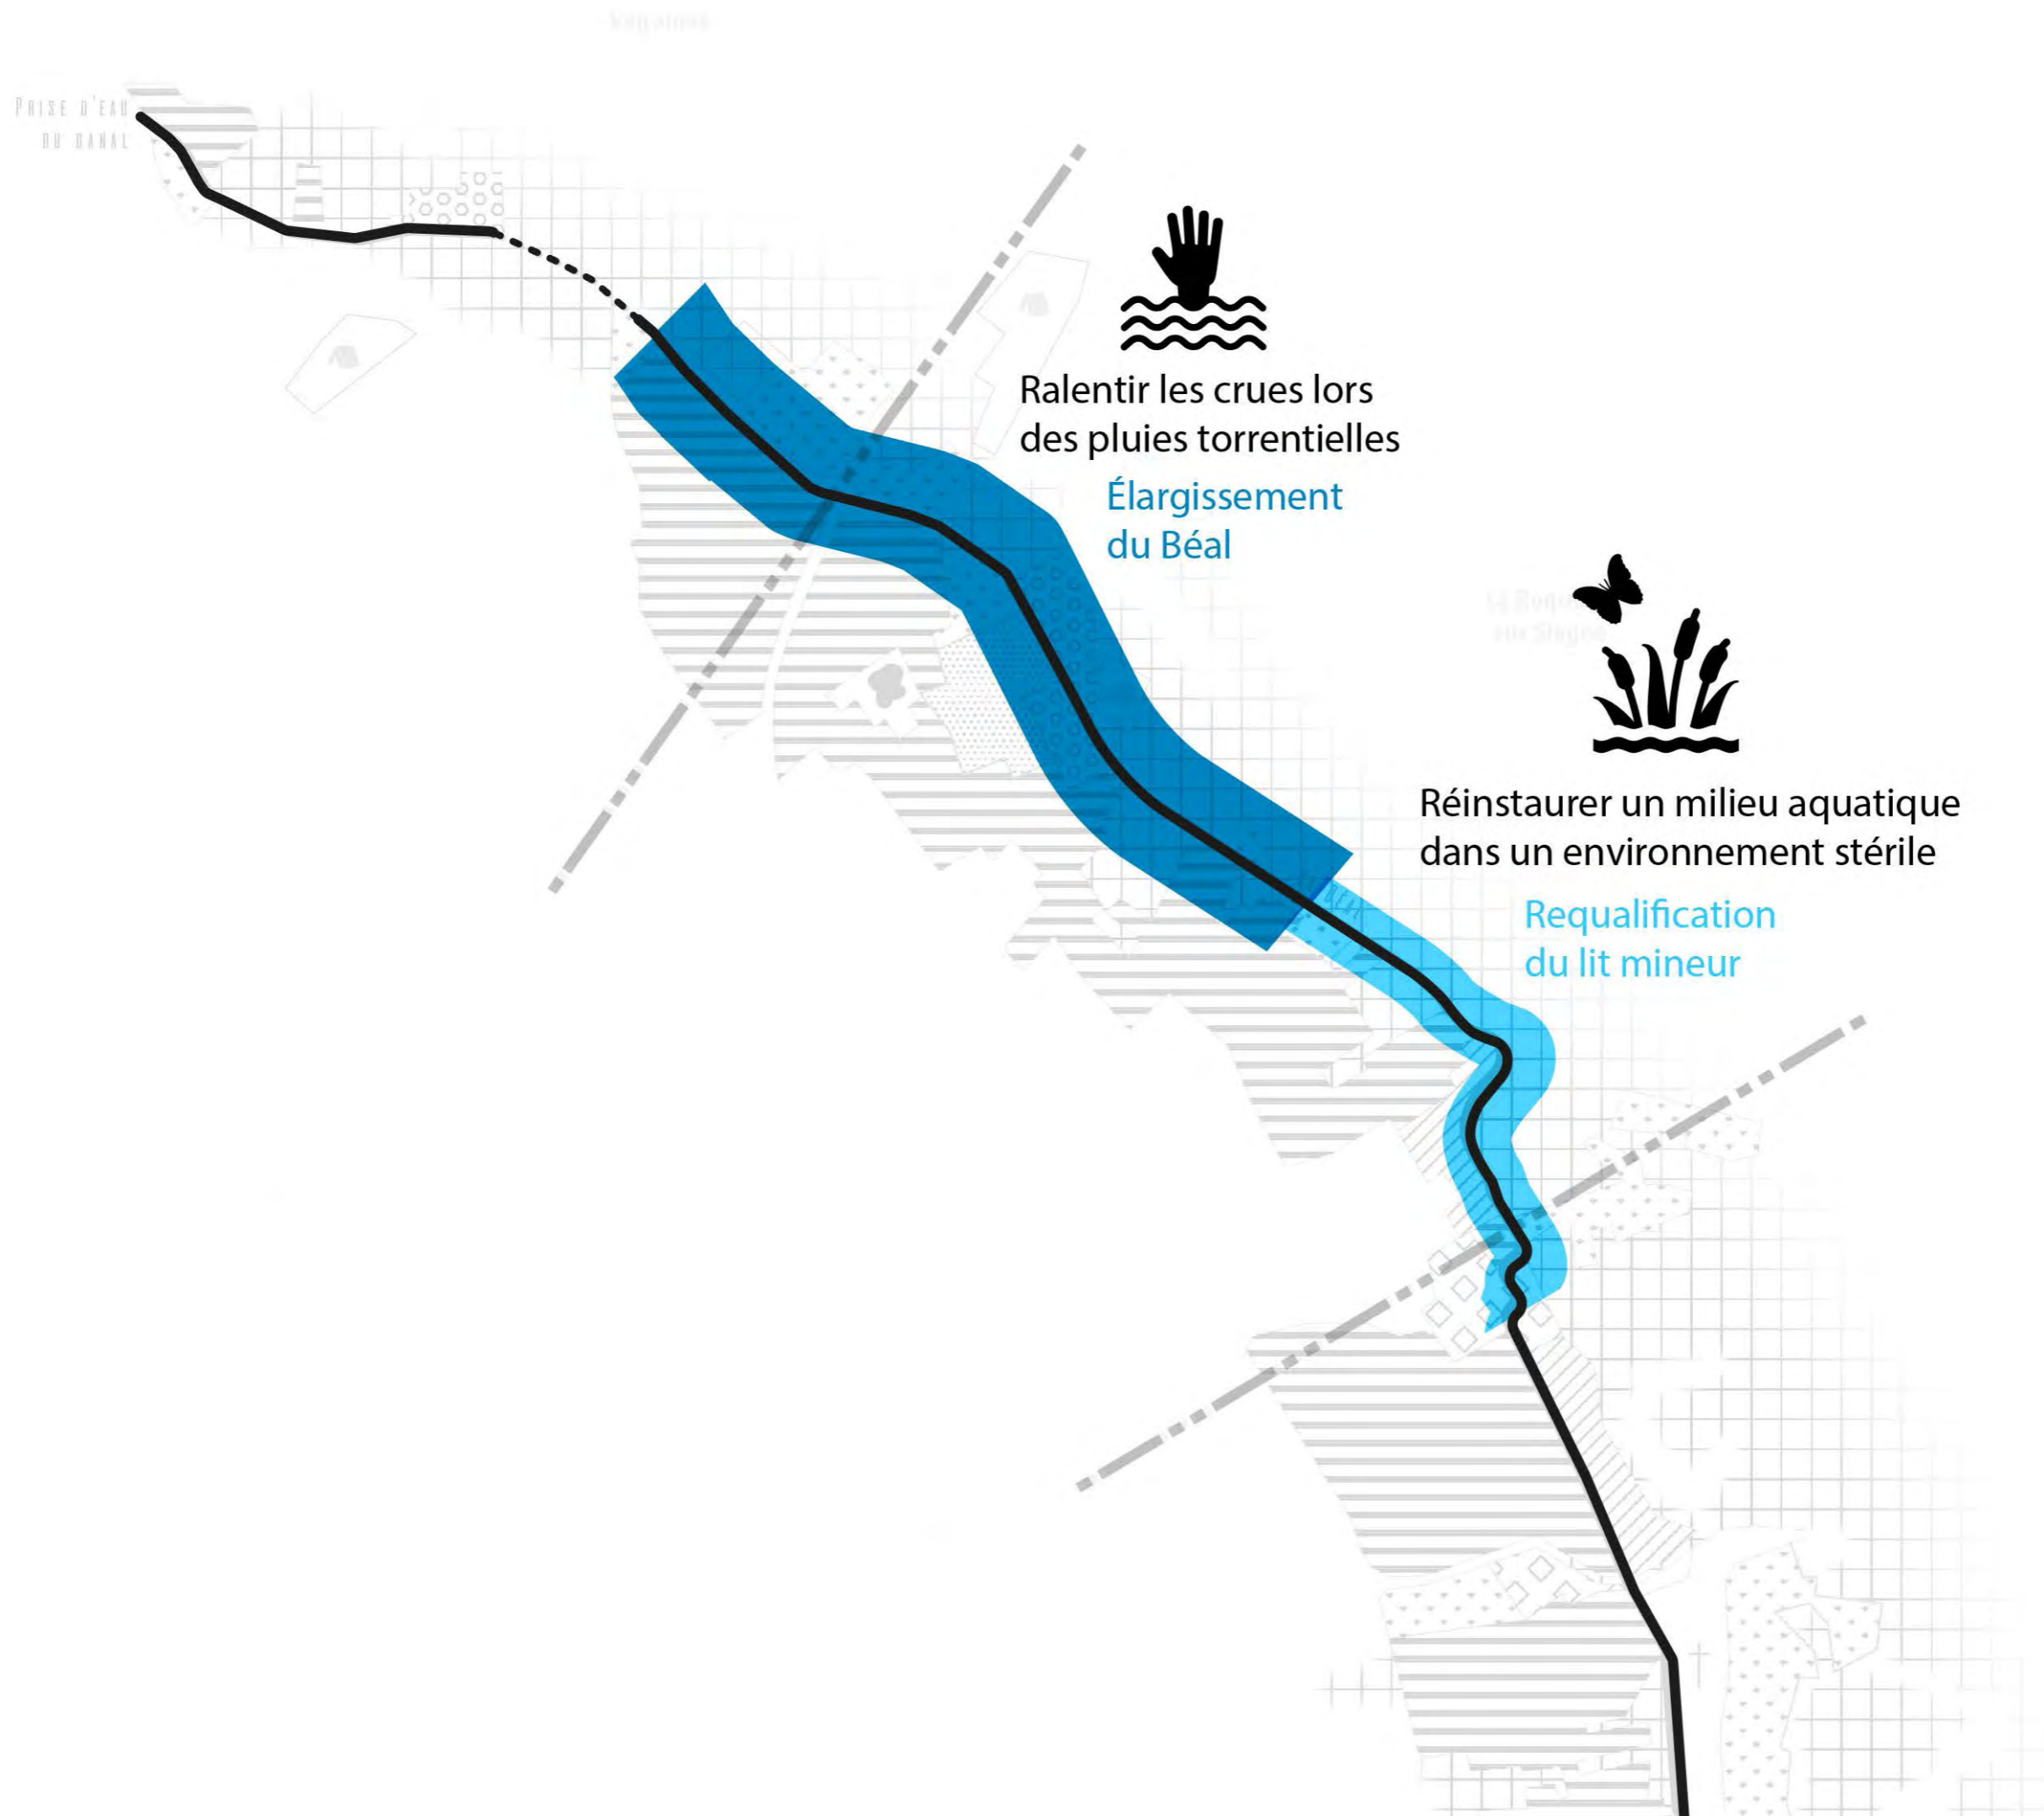 PRISE D'EAU
DU CANAL
Ralentir les crues lors
des pluies torrentielles
Élargissement
du Béal
Réinstaurer un milieu aquatique
dans un environnement stérile
Requalification
du lit mineur
BÉAL